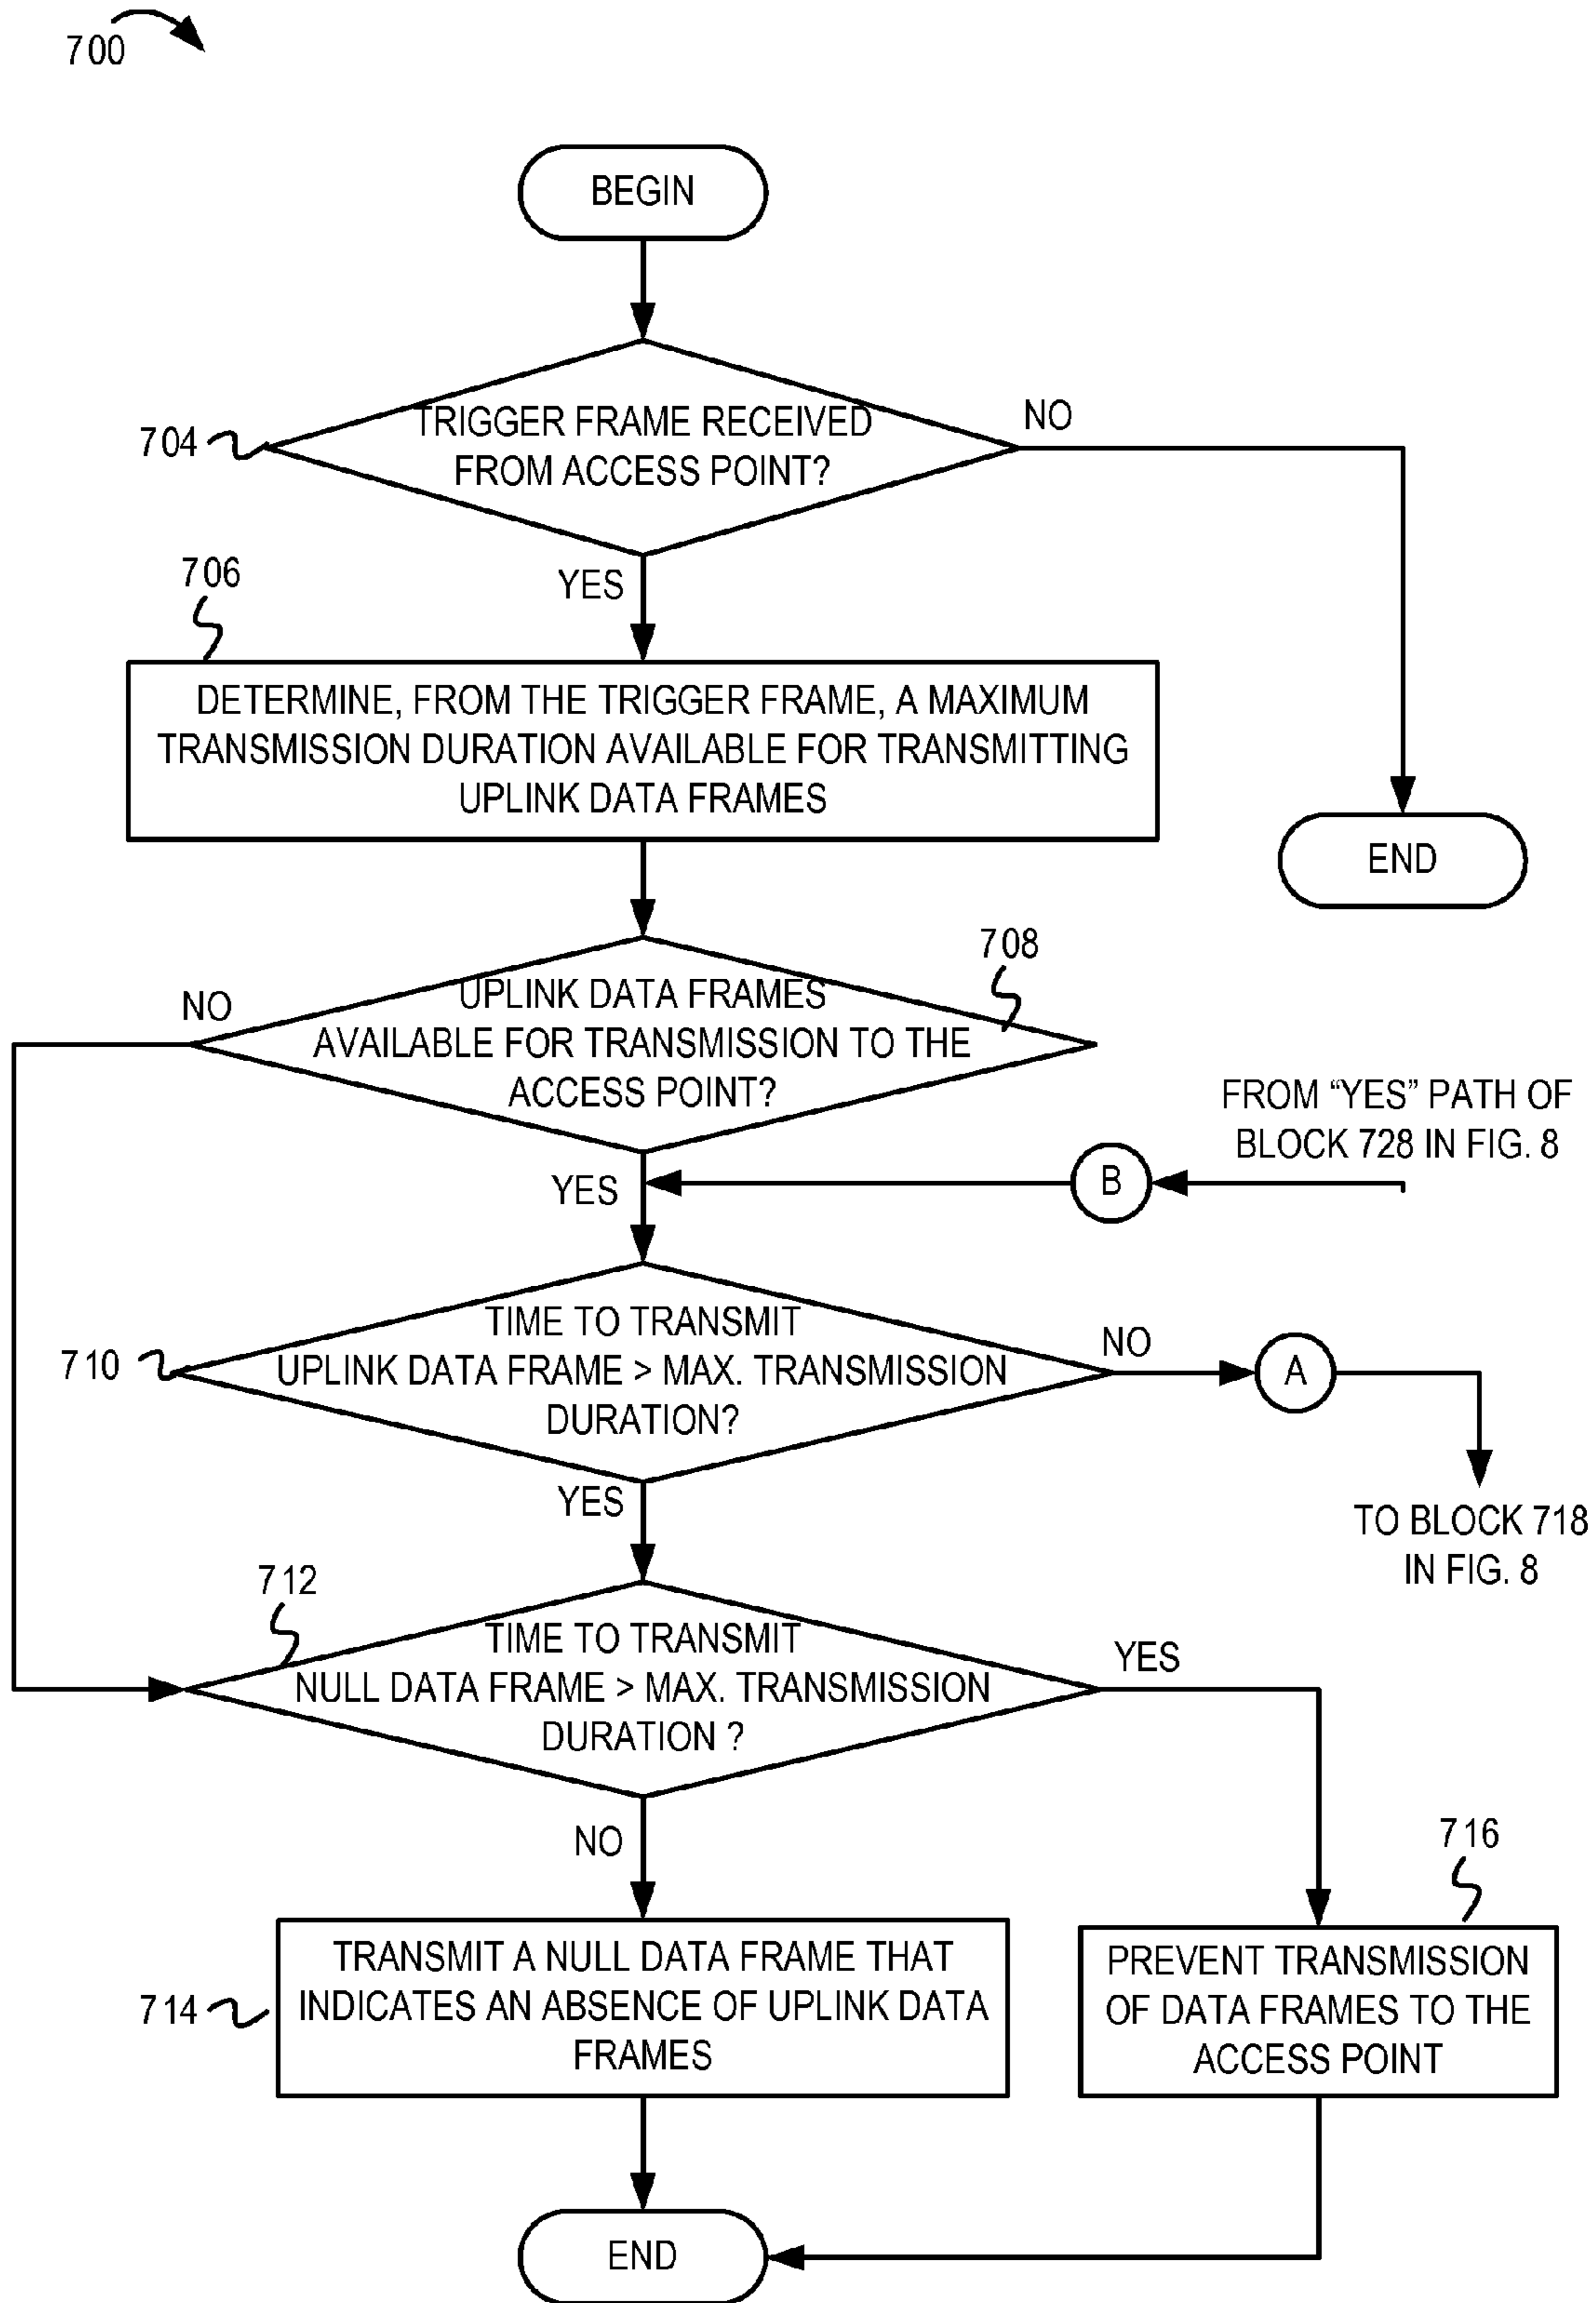 700
BEGIN
704
TRIGGER FRAME RECEIVED
FROM ACCESS POINT?
NO
YES
706
DETERMINE, FROM THE TRIGGER FRAME, A MAXIMUM
TRANSMISSION DURATION AVAILABLE FOR TRANSMITTING
UPLINK DATA FRAMES
END
708
NO
UPLINK DATA FRAMES
AVAILABLE FOR TRANSMISSION TO THE
ACCESS POINT?
FROM “YES” PATH OF
BLOCK 728 IN FIG. 8
YES
B
710
TIME TO TRANSMIT
UPLINK DATA FRAME > MAX. TRANSMISSION
DURATION?
NO
A
YES
TO BLOCK 718
IN FIG. 8
712
TIME TO TRANSMIT
NULL DATA FRAME > MAX. TRANSMISSION
DURATION ?
YES
NO
716
714
TRANSMIT A NULL DATA FRAME THAT
INDICATES AN ABSENCE OF UPLINK DATA
FRAMES
PREVENT TRANSMISSION
OF DATA FRAMES TO THE
ACCESS POINT
END